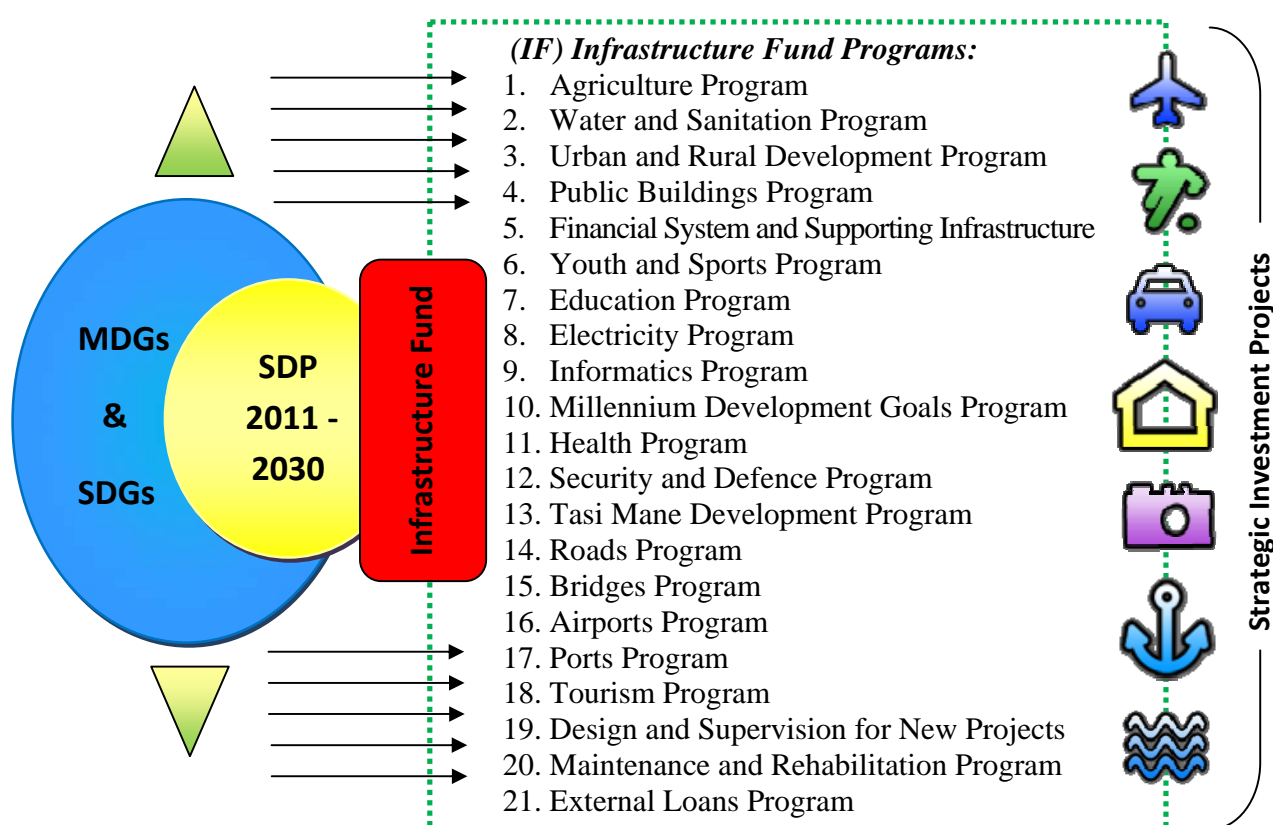 MDGs
&
SDGs
SDP
2011 -
2030
Infrastructure Fund
(IF) Infrastructure Fund Programs:
1. Agriculture Program
2. Water and Sanitation Program
3. Urban and Rural Development Program
4. Public Buildings Program
5. Financial System and Supporting Infrastructure
6. Youth and Sports Program
7. Education Program
8. Electricity Program
9. Informatics Program
10. Millennium Development Goals Program
11. Health Program
12. Security and Defence Program
13. Tasi Mane Development Program
14. Roads Program
15. Bridges Program
16. Airports Program
17. Ports Program
18. Tourism Program
19. Design and Supervision for New Projects
20. Maintenance and Rehabilitation Program
21. External Loans Program
Strategic Investment Projects